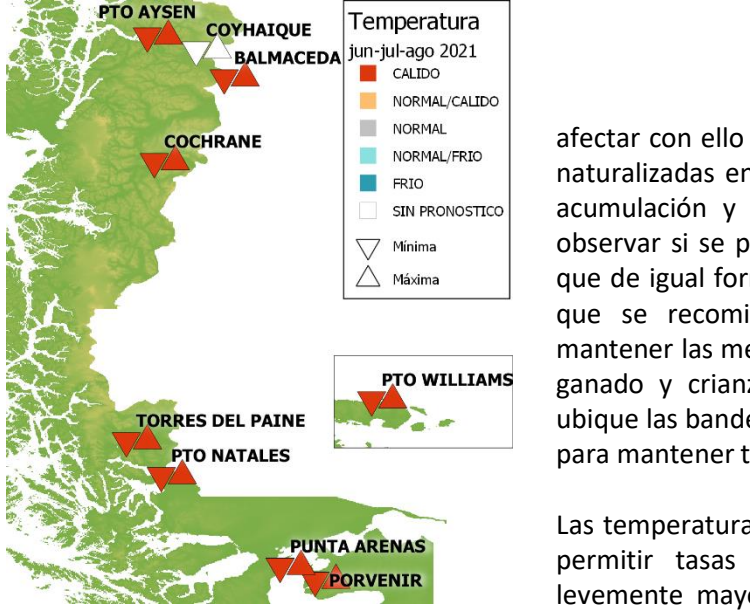 PTO AYSEN
COYHAIQUE
BALMACEDA
COCHRANE
TORRES DEL PAINE
PTO NATALES
PUNTA ARENAS
PORVENIR
PTO WILLIAMS
Temperatura
jun-jul-ago 2021
CALIDO
NORMAL/CALIDO
NORMAL
NORMAL/FRIO
FRIO
SIN PRONOSTICO
Mínima
Máxima
afectar con ello
naturalizadas en
acumulación y
observar si se p
que de igual for
que se recomi
mantener las me
ganado y crian
ubique las bande
para mantener t
Las temperatura
permitir tasas
levemente mayo